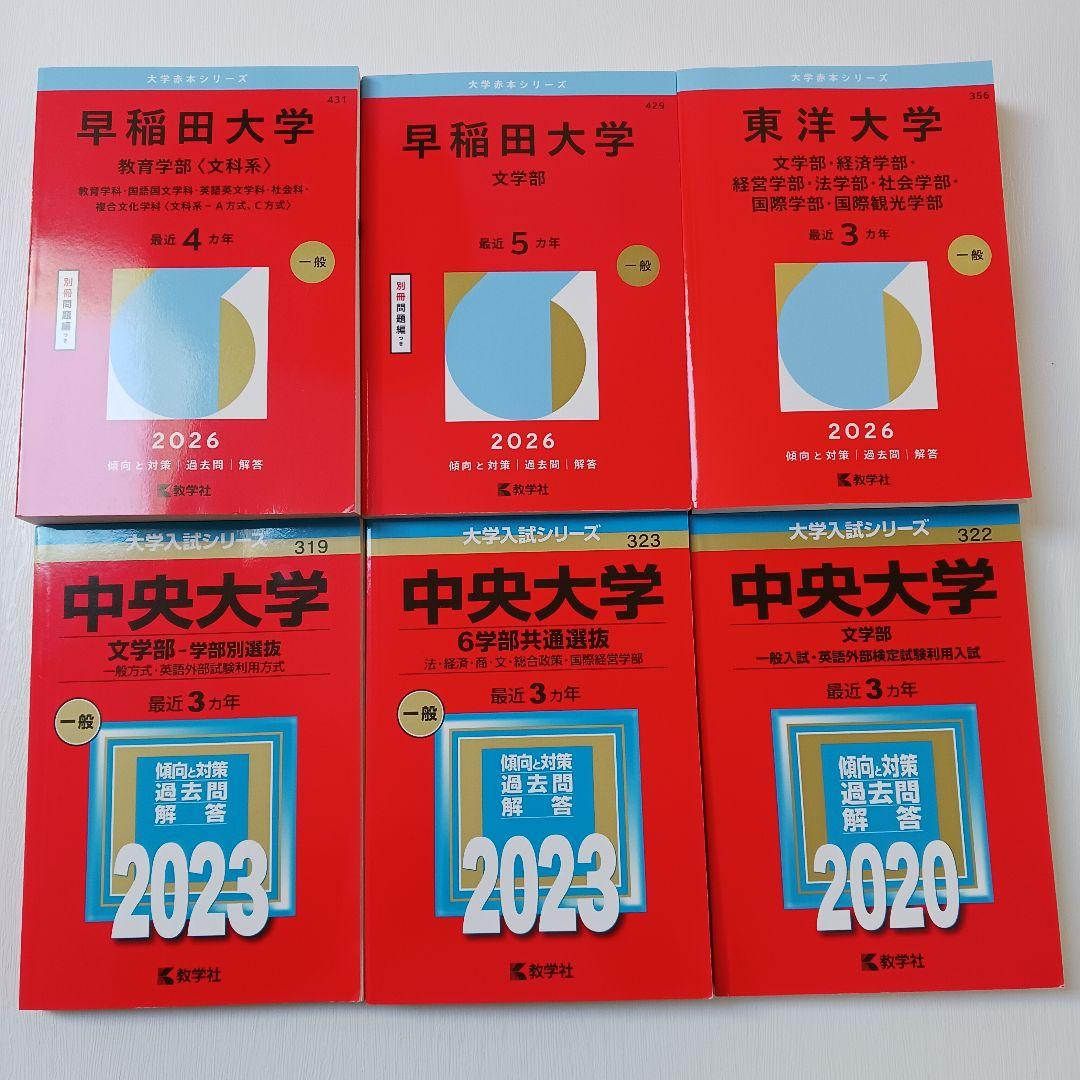 大学赤本シリーズ
431
早稲田大学
教育学部〈文科系〉
教育学科・国語国文学科・英語英文学科・社会科・
複合文化学科〈文科系－A方式、C方式〉
最近4カ年
一般
別冊問題編つき
2026
傾向と対策｜過去問｜解答
教学社
大学赤本シリーズ
429
早稲田大学
文学部
最近5カ年
一般
別冊問題編つき
2026
傾向と対策｜過去問｜解答
教学社
大学赤本シリーズ
356
東洋大学
文学部・経済学部・
経営学部・法学部・社会学部・
国際学部・国際観光学部
最近3カ年
一般
2026
傾向と対策｜過去問｜解答
教学社
大学入試シリーズ
319
中央大学
文学部－学部別選抜
一般方式・英語外部試験利用方式
最近3カ年
一般
傾向と対策
過去問
解答
2023
教学社
大学入試シリーズ
323
中央大学
6学部共通選抜
法・経済・商・文・総合政策・国際経営学部
最近3カ年
一般
傾向と対策
過去問
解答
2023
教学社
大学入試シリーズ
322
中央大学
文学部
一般入試・英語外部検定試験利用入試
最近3カ年
傾向と対策
過去問
解答
2020
教学社